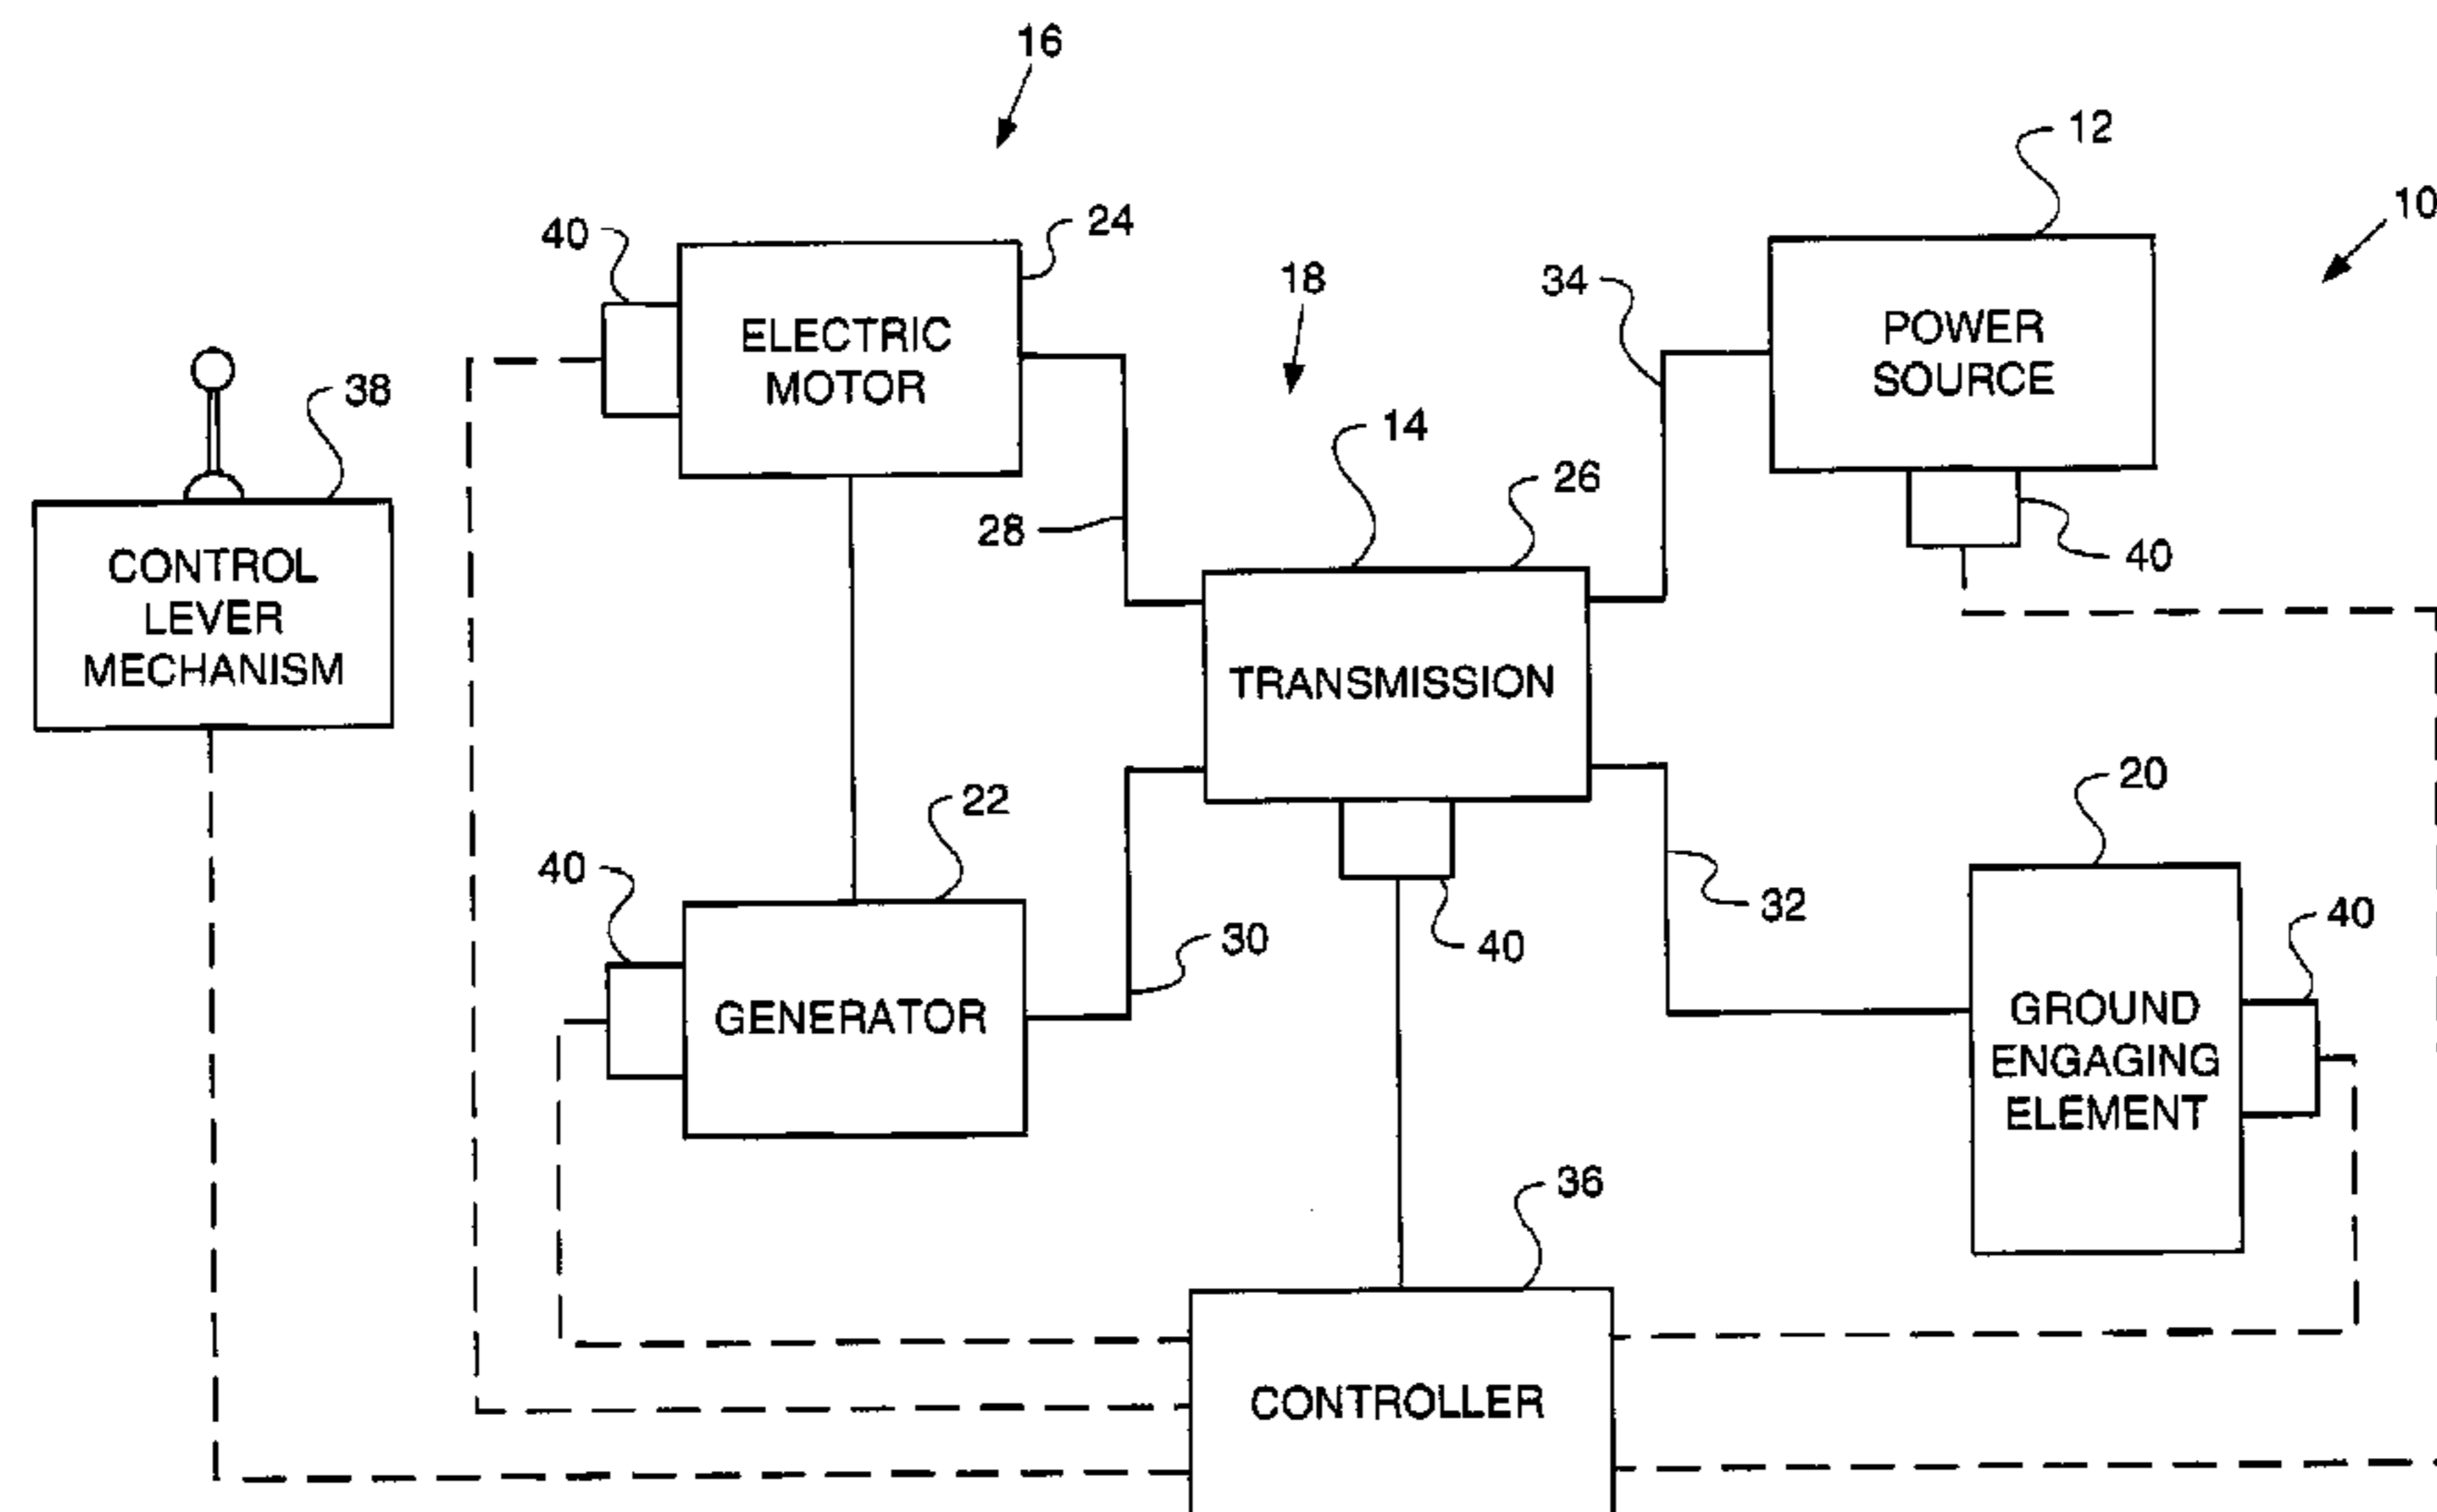 16
12
10
40
24
18
34
ELECTRIC
MOTOR
POWER
SOURCE
38
14
26
28
40
CONTROL
LEVER
MECHANISM
TRANSMISSION
22
20
40
30
40
32
40
GENERATOR
GROUND
ENGAGING
ELEMENT
36
CONTROLLER